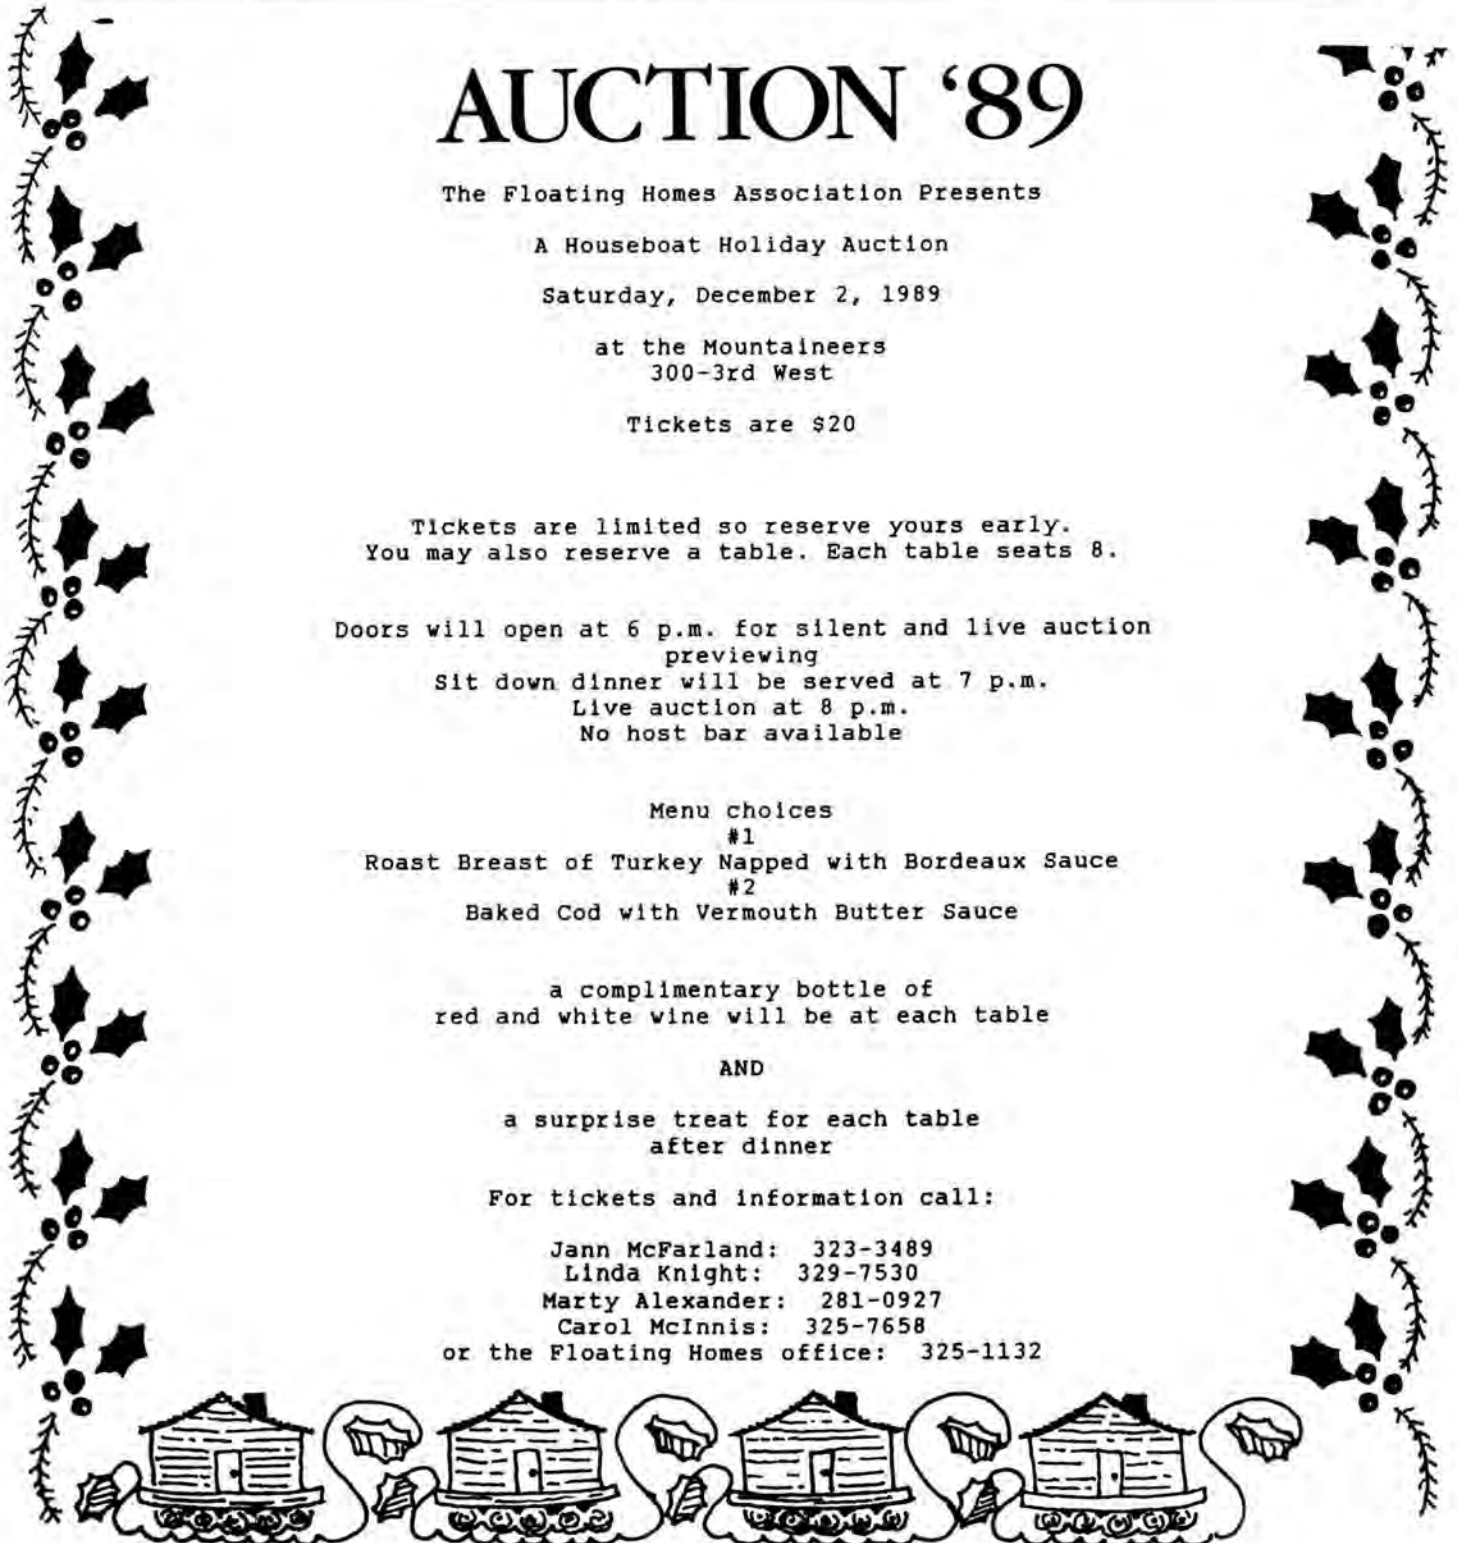 AUCTION ‘89
The Floating Homes Association Presents
A Houseboat Holiday Auction
Saturday, December 2, 1989
at the Mountaineers
300-3rd West
Tickets are $20
Tickets are limited so reserve yours early.
You may also reserve a table. Each table seats 8.
Doors will open at 6 p.m. for silent and live auction
previewing
Sit down dinner will be served at 7 p.m.
Live auction at 8 p.m.
No host bar available
Menu choices
#1
Roast Breast of Turkey Napped with Bordeaux Sauce
#2
Baked Cod with Vermouth Butter Sauce
a complimentary bottle of
red and white wine will be at each table
AND
a surprise treat for each table
after dinner
For tickets and information call:
Jann McFarland: 323-3489
Linda Knight: 329-7530
Marty Alexander: 281-0927
Carol McInnis: 325-7658
or the Floating Homes office: 325-1132